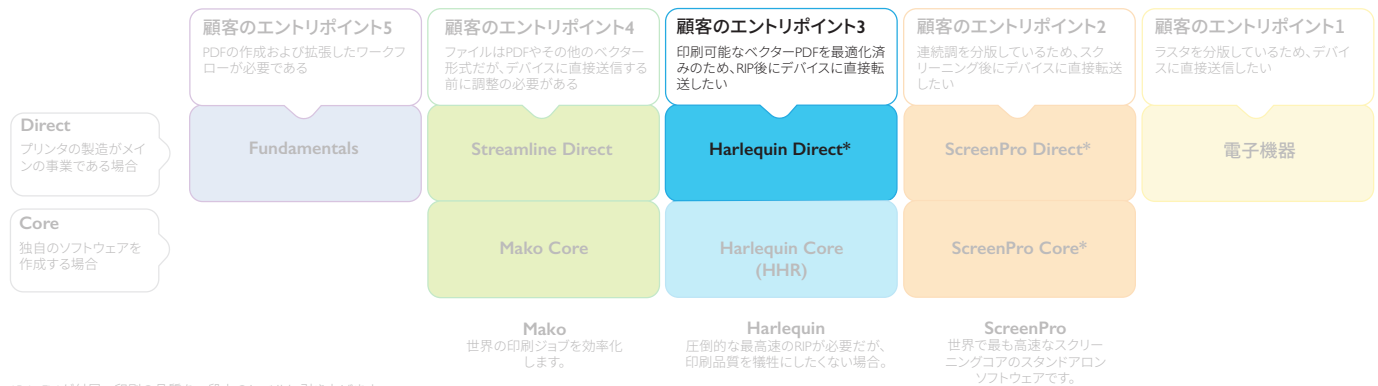 顧客のエントリポイント5
PDFの作成および拡張したワークフ
ローが必要である
顧客のエントリポイント4
ファイルはPDFやその他のベクター
形式だが、デバイスに直接送信する
前に調整の必要がある
顧客のエントリポイント3
印刷可能なベクターPDFを最適化済
みのため、RIP後にデバイスに直接転
送したい
顧客のエントリポイント2
連続調を分版しているため、スク
リーニング後にデバイスに直接転送
したい
顧客のエントリポイント1
ラスタを分版しているため、デバイ
スに直接送信したい
Direct
プリンタの製造がメイ
ンの事業である場合
Fundamentals
Streamline Direct
Harlequin Direct*
ScreenPro Direct*
電子機器
Core
独自のソフトウェアを
作成する場合
Mako Core
Harlequin Core
(HHR)
ScreenPro Core*
Mako
世界の印刷ジョブを効率化
します。
Harlequin
圧倒的な最高速のRIPが必要だが、
印刷品質を犠牲にしたくない場合。
ScreenPro
世界で最も高速なスクリー
ニングコアのスタンドアロン
ソフトウェアです。